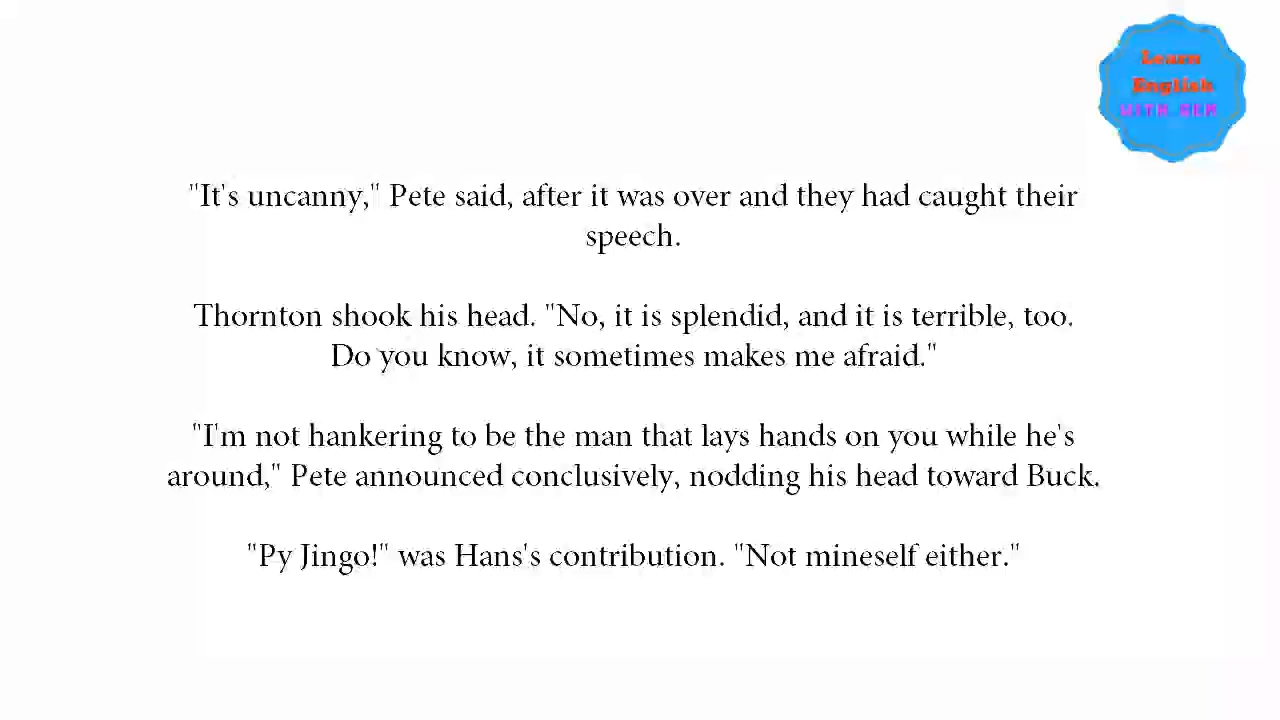 Learn
English
WITH GEM
"It's uncanny," Pete said, after it was over and they had caught their
speech.
Thornton shook his head. "No, it is splendid, and it is terrible, too.
Do you know, it sometimes makes me afraid."
"I'm not hankering to be the man that lays hands on you while he's
around," Pete announced conclusively, nodding his head toward Buck.
"Py Jingo!" was Hans's contribution. "Not mineself either."